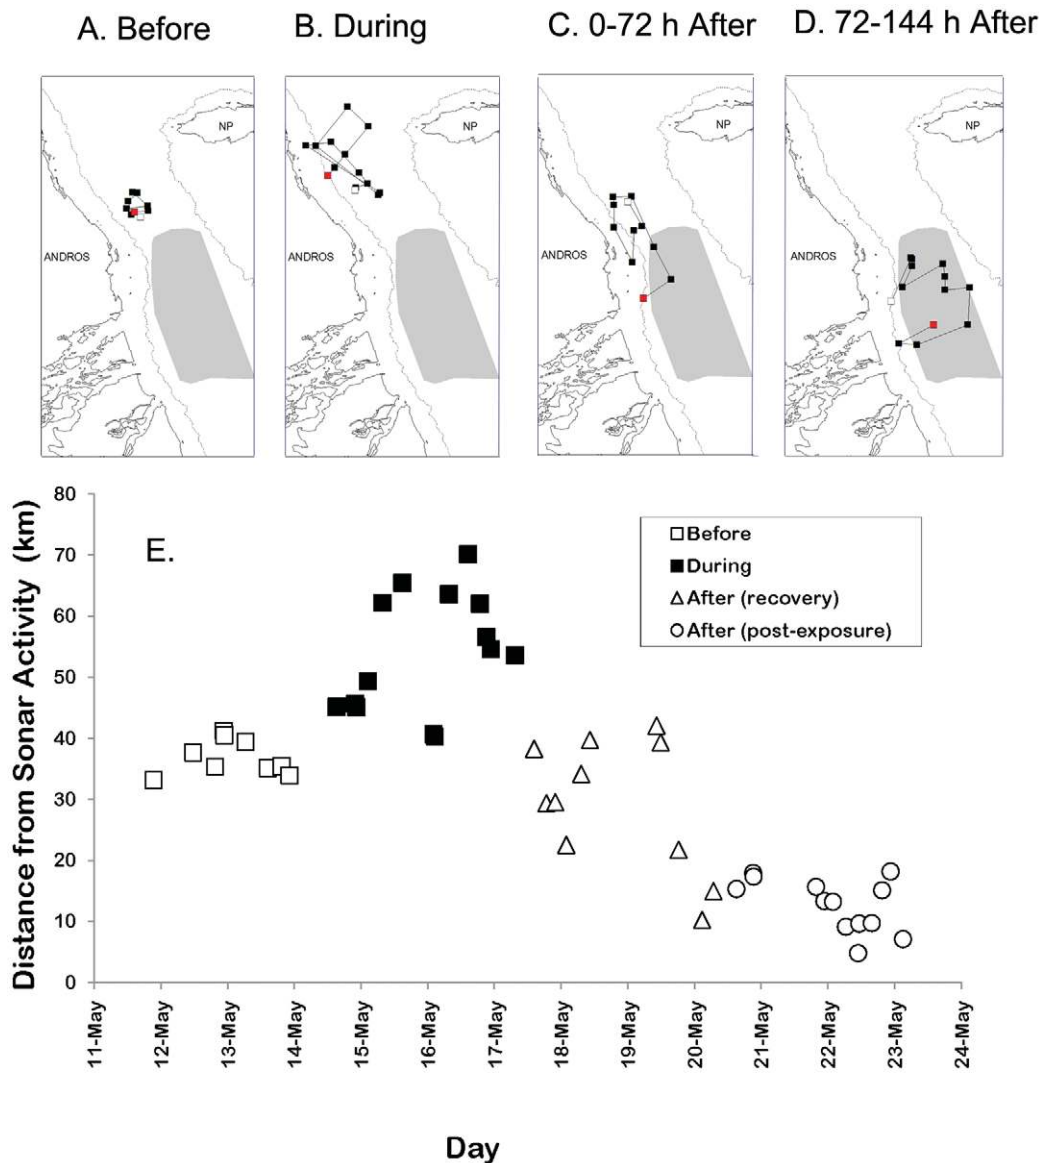 A. Before
B. During
C. 0-72 h After
D. 72-144 h After
NP
ANDROS
NP
ANDROS
NP
ANDROS
NP
ANDROS
E.
Distance from Sonar Activity (km)
80
70
60
50
40
30
20
10
0
Before
During
After (recovery)
After (post-exposure)
11-May
12-May
13-May
14-May
15-May
16-May
17-May
18-May
19-May
20-May
21-May
22-May
23-May
24-May
Day